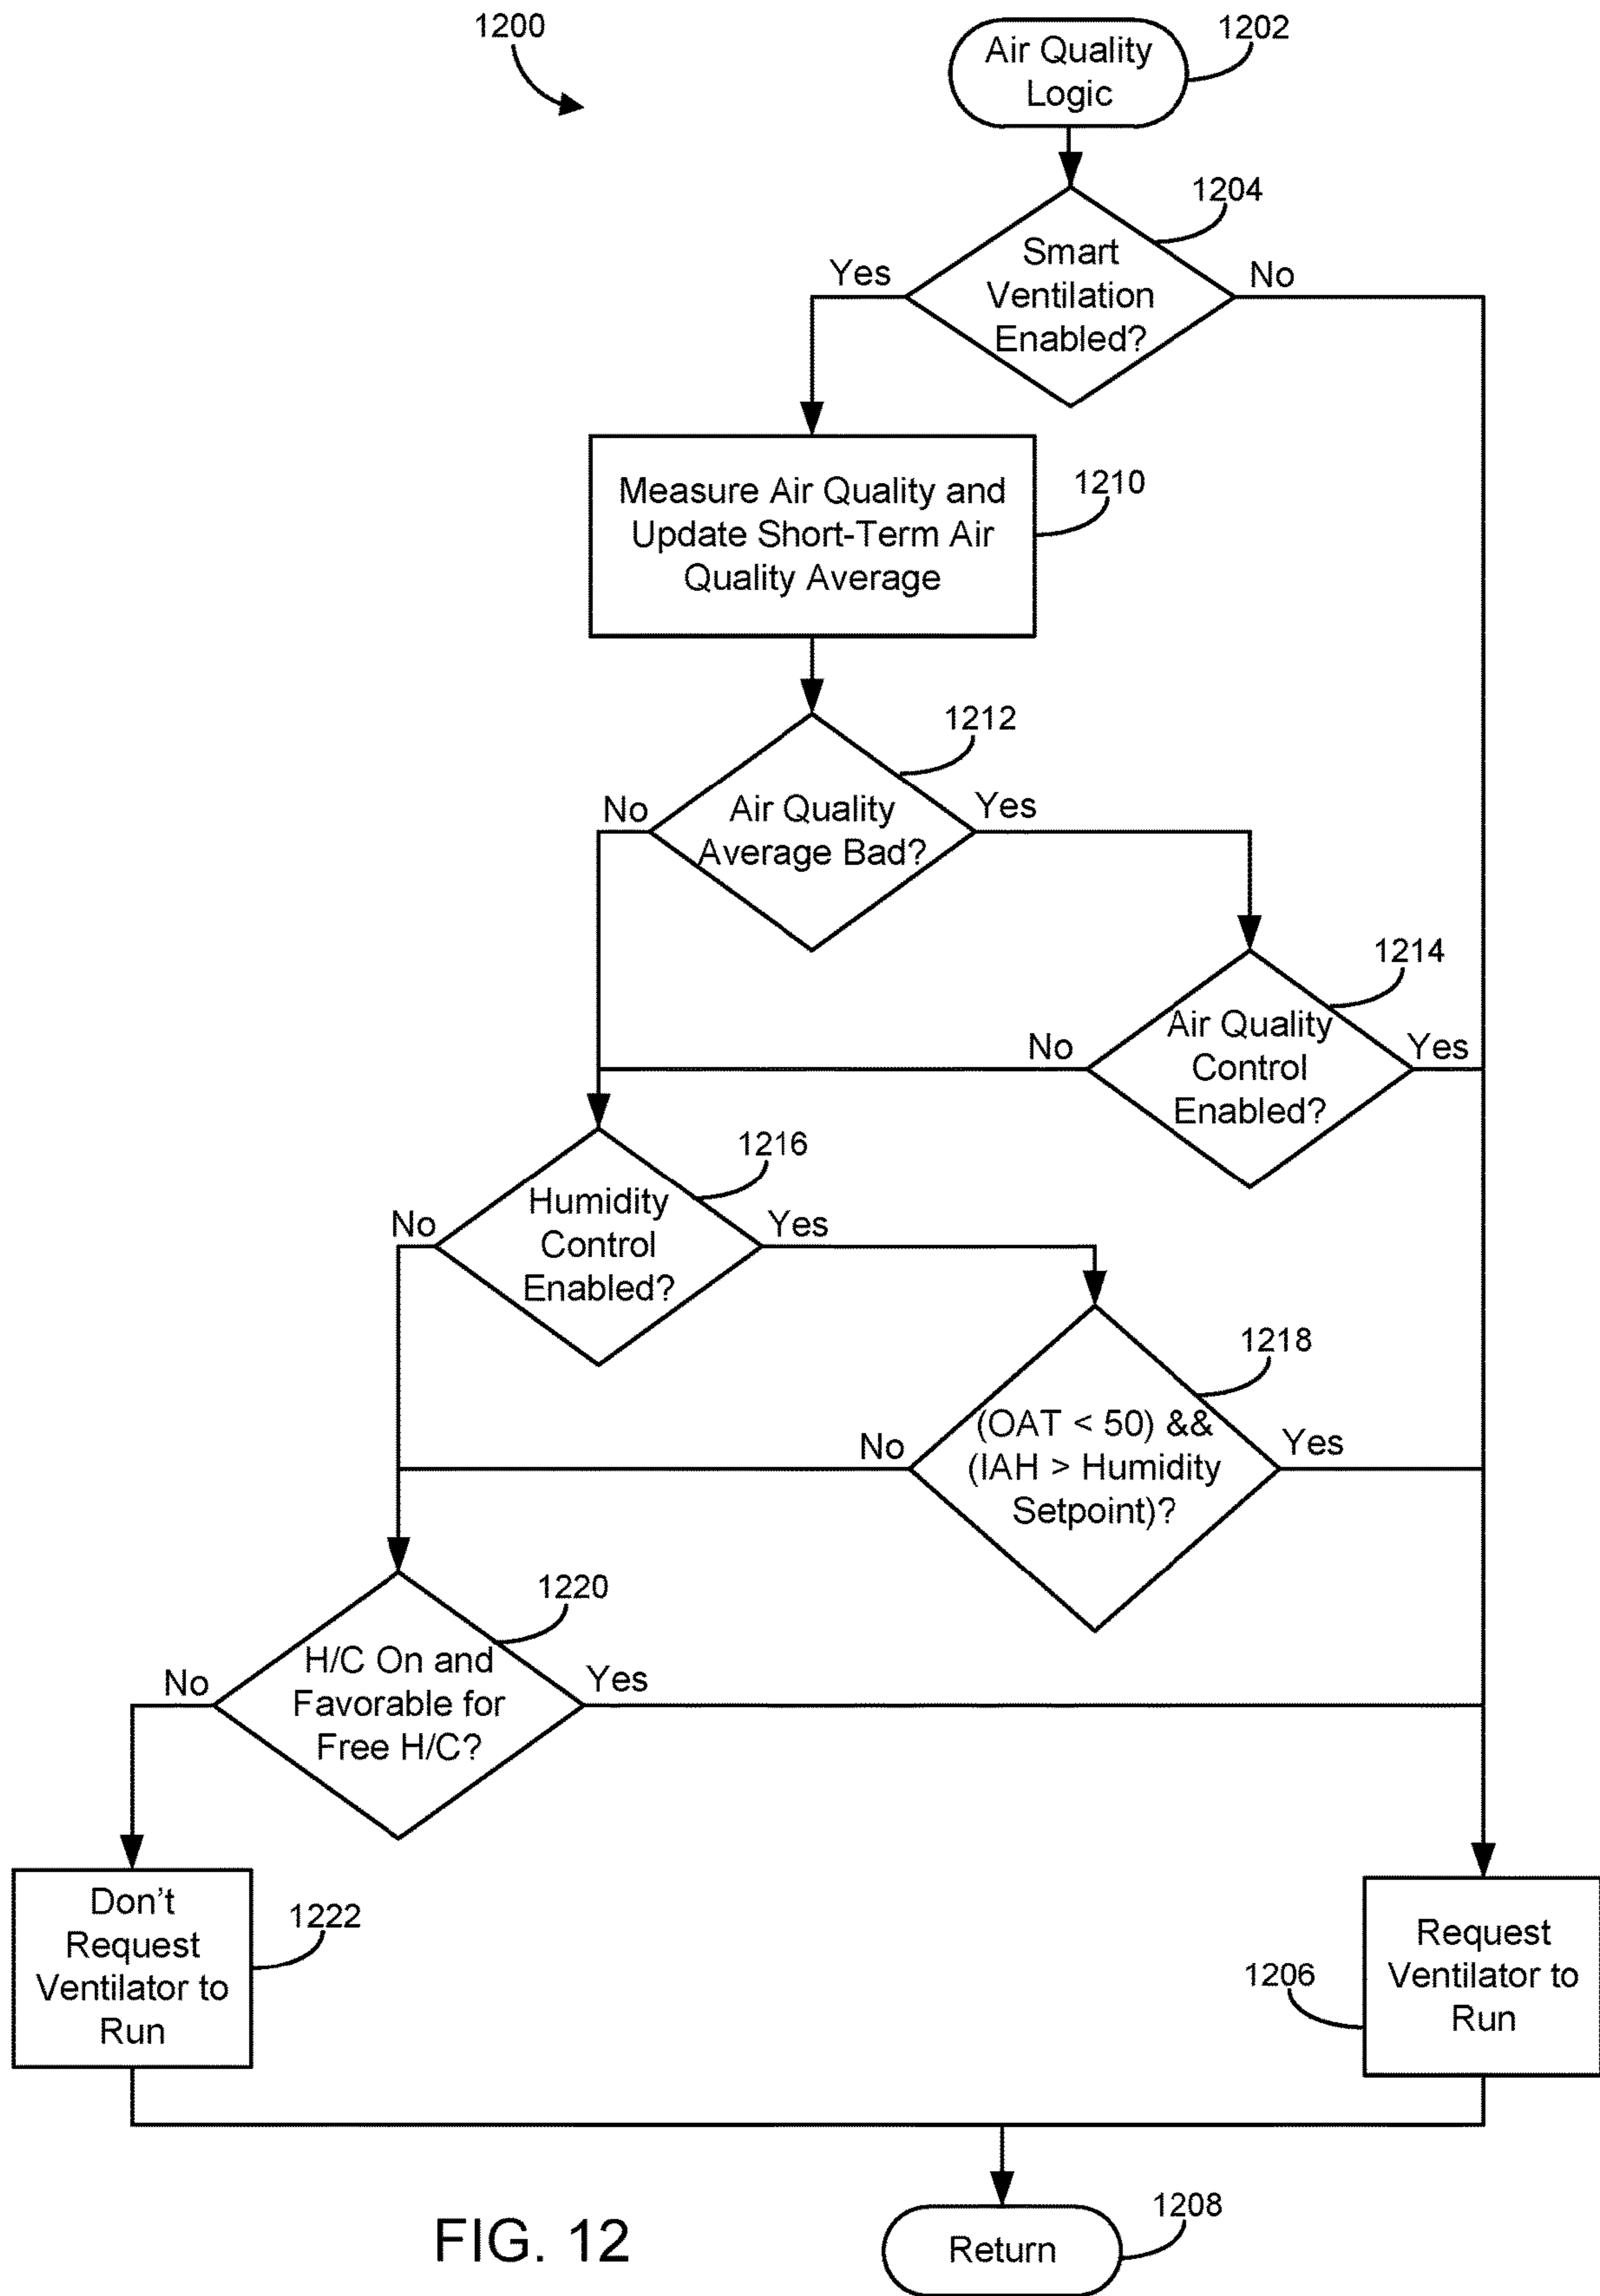 1200
Air Quality
Logic
1202
1204
Smart
Ventilation
Enabled?
Yes
No
Measure Air Quality and
Update Short-Term Air
Quality Average
1210
1212
Air Quality
Average Bad?
No
Yes
1214
Air Quality
Control
Enabled?
No
Yes
1216
Humidity
Control
Enabled?
No
Yes
1218
(OAT < 50) &&
(IAH > Humidity
Setpoint)?
No
Yes
1220
H/C On and
Favorable for
Free H/C?
No
Yes
Don't
Request
Ventilator to
Run
1222
1206
Request
Ventilator to
Run
FIG. 12
Return
1208